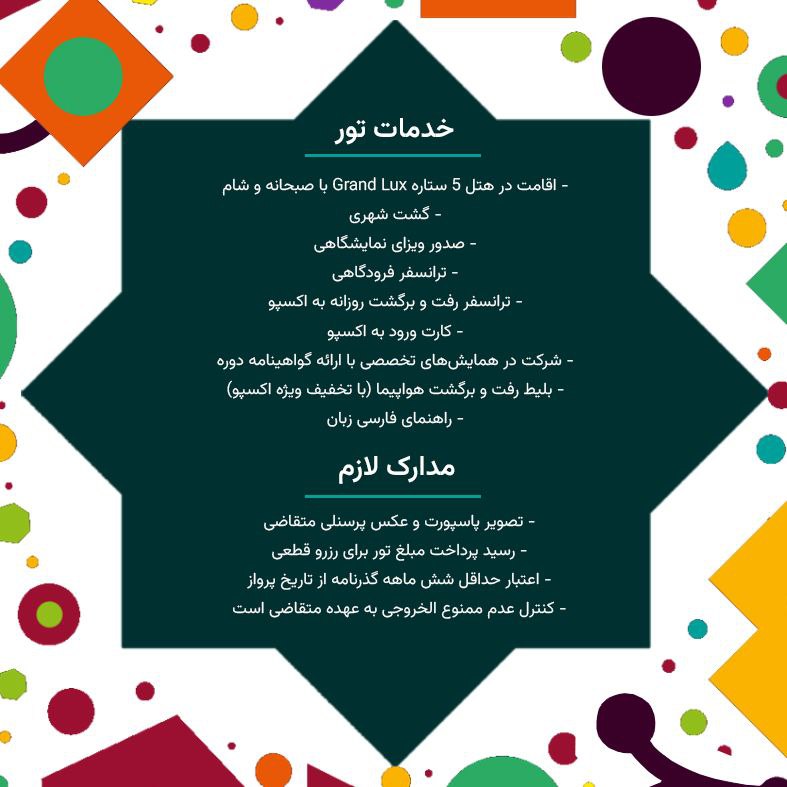 خدمات تور
- اقامت در هتل 5 ستاره Grand Lux با صبحانه و شام
- گشت شهری
- صدور ویزای نمایشگاهی
- ترانسفر فرودگاهی
- ترانسفر رفت و برگشت روزانه به اکسپو
- کارت ورود به اکسپو
- شرکت در همایش‌های تخصصی با ارائه گواهینامه دوره
- بلیط رفت و برگشت هواپیما (با تخفیف ویژه اکسپو)
- راهنمای فارسی زبان
مدارک لازم
- تصویر پاسپورت و عکس پرسنلی متقاضی
- رسید پرداخت مبلغ تور برای رزرو قطعی
- اعتبار حداقل شش ماهه گذرنامه از تاریخ پرواز
- کنترل عدم ممنوع الخروجی به عهده متقاضی است